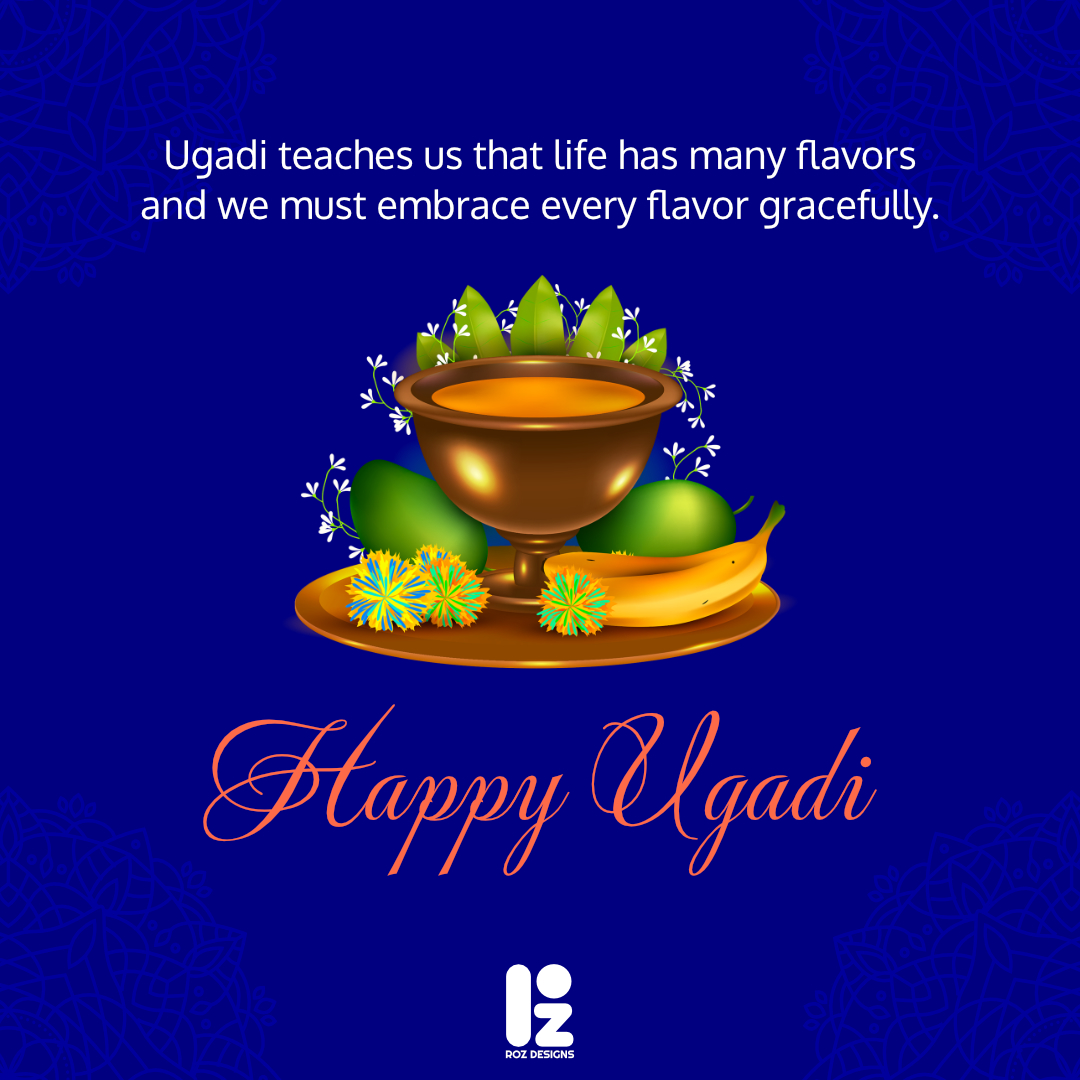 Ugadi teaches us that life has many flavors
and we must embrace every flavor gracefully.
Happy Ugadi
ROZ DESIGNS